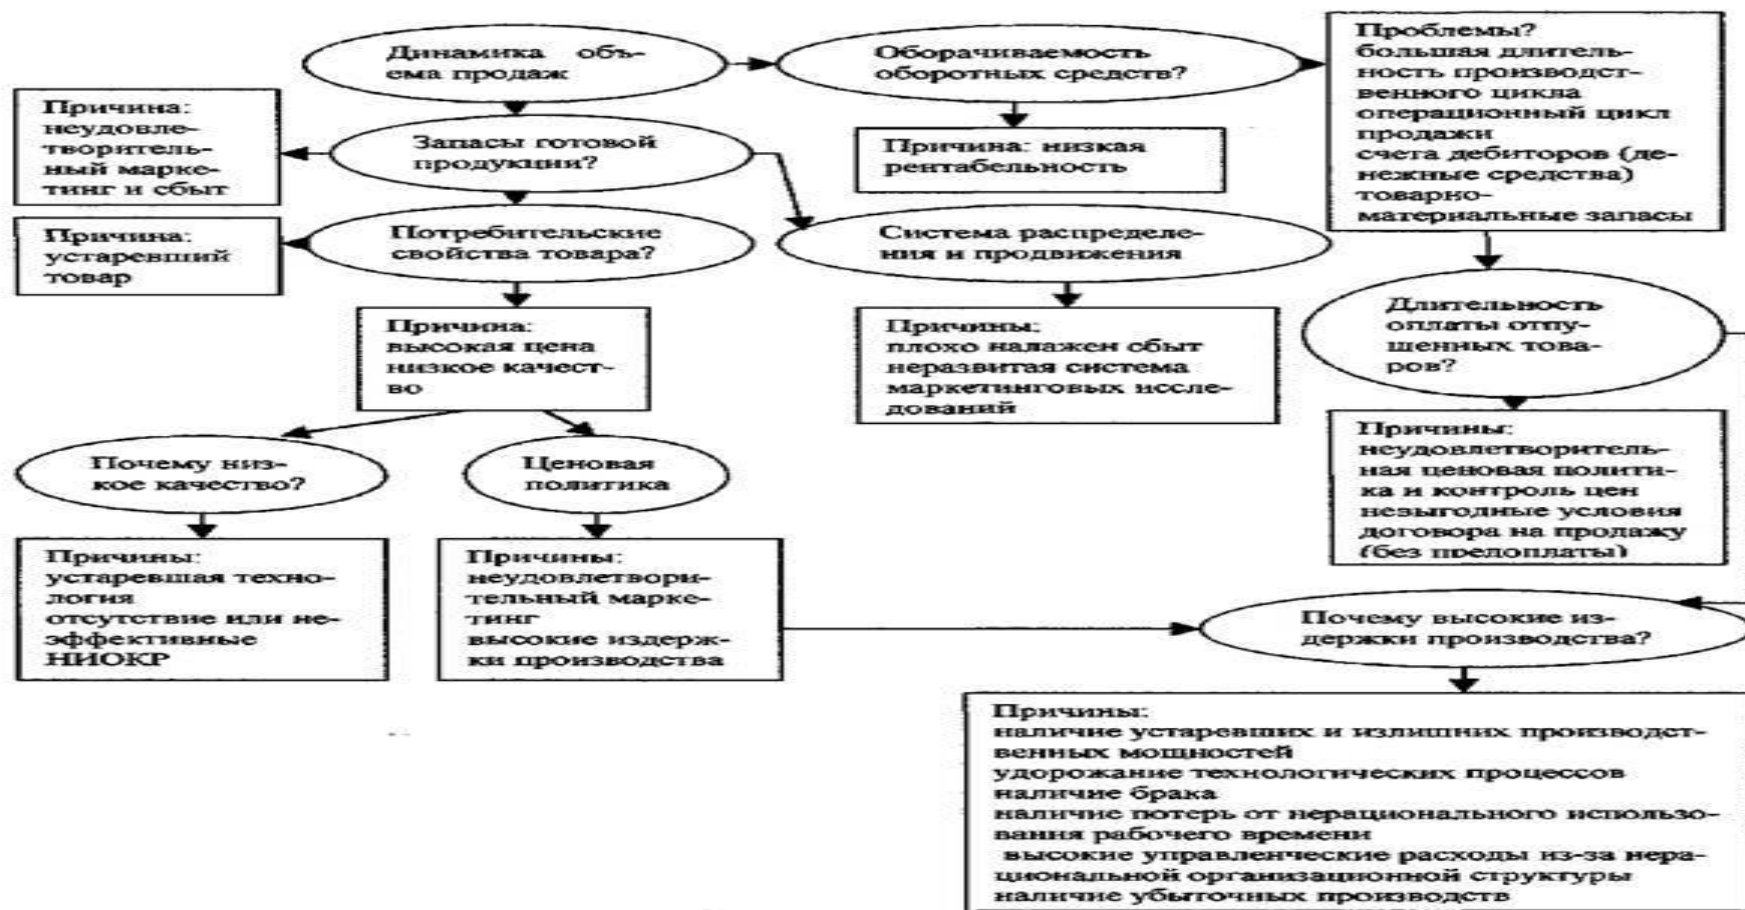 Динамика объ-
ема продаж
Оборачиваемость
оборотных средств?
Проблемы?
большая длитель-
ность производст-
венного цикла
операционный цикл
продажи
счета дебиторов (де-
нежные средства)
товарно-
материальные запасы
Причина:
неудовле-
творитель-
ный марке-
тинг и сбыт
Запасы готовой
продукции?
Причина: низкая
рентабельность
Причина:
устаревший
товар
Потребительские
свойства товара?
Система распределе-
ния и продвижения
Причина:
высокая цена
низкое качест-
во
Причины:
плохо налажен сбыт
неразвитая система
маркетинговых иссле-
дований
Длительность
оплаты отпу-
щенных това-
ров?
Почему низ-
кое качество?
Ценовая
политика
Причины:
неудовлетворитель-
ная ценовая полити-
ка и контроль цен
невыгодные условия
договора на продажу
(без предоплаты)
Причины:
устаревшая техно-
логия
отсутствие или не-
эффективные
НИОКР
Причины:
неудовлетвори-
тельный марке-
тинг
высокие издерж-
ки производства
Почему высокие из-
держки производства?
Причины:
наличие устаревших и излишних производст-
венных мощностей
удорожание технологических процессов
наличие брака
наличие потерь от нерационального использо-
вания рабочего времени
высокие управленческие расходы из-за нера-
циональной организационной структуры
наличие убыточных производств